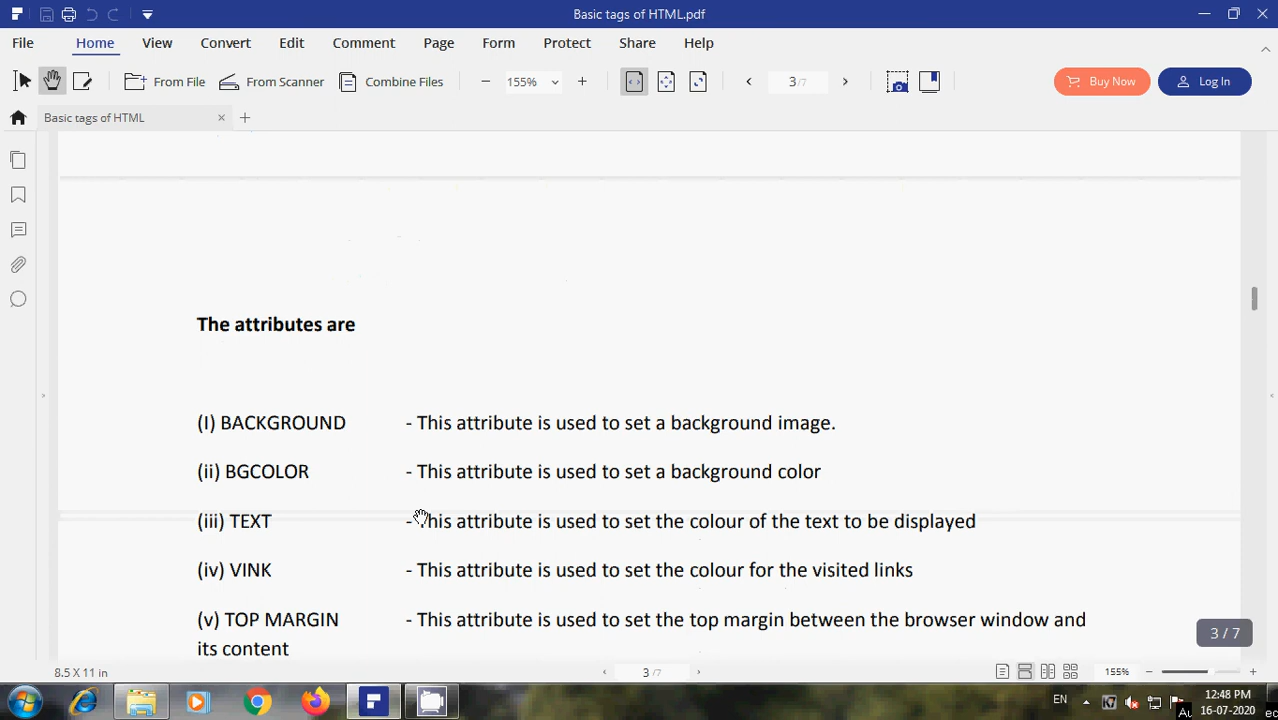 Basic tags of HTML.pdf
File Home View Convert Edit Comment Page Form Protect Share Help
From File From Scanner Combine Files 155% 3/7 Buy Now Log In
Basic tags of HTML
The attributes are
(I) BACKGROUND - This attribute is used to set a background image.
(ii) BGCOLOR - This attribute is used to set a background color
(iii) TEXT - This attribute is used to set the colour of the text to be displayed
(iv) VINK - This attribute is used to set the colour for the visited links
(v) TOP MARGIN - This attribute is used to set the top margin between the browser window and
its content
3 / 7
8.5 X 11 in 3/7 155%
EN 12:48 PM
16-07-2020